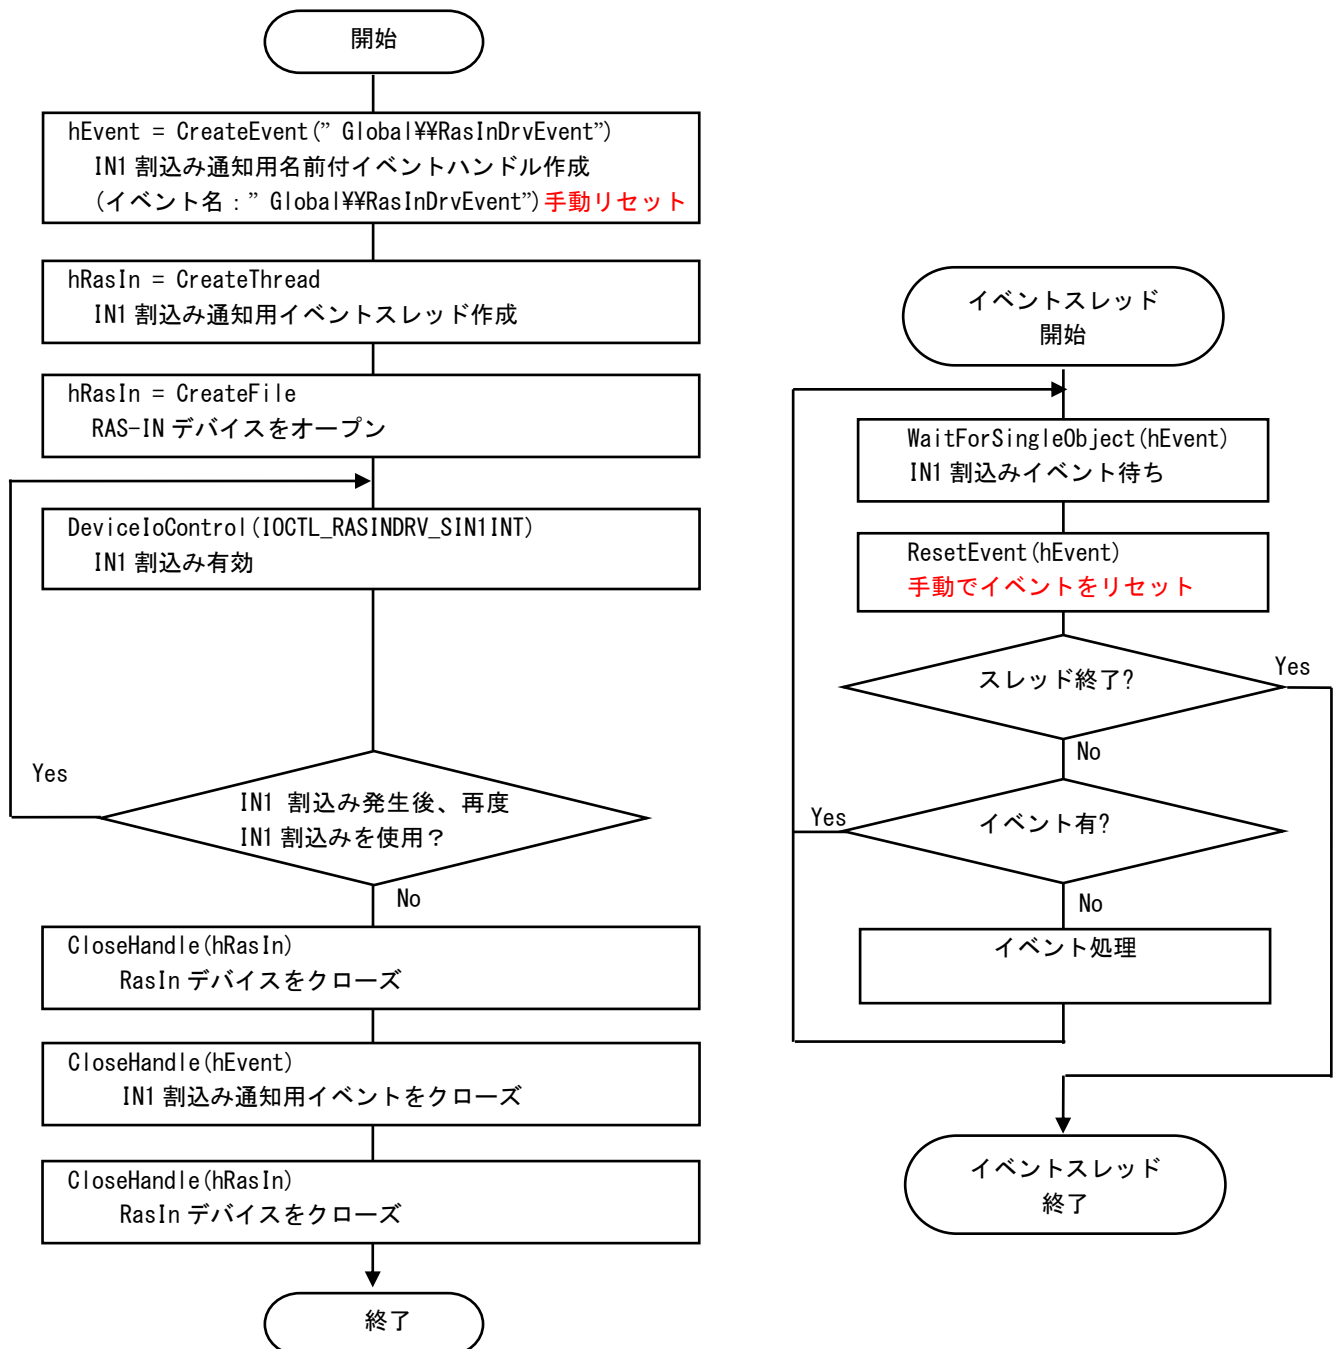 開始
hEvent = CreateEvent(” Global¥¥RasInDrvEvent”)
IN1 割込み通知用名前付イベントハンドル作成
(イベント名：” Global¥¥RasInDrvEvent”)手動リセット
hRasIn = CreateThread
IN1 割込み通知用イベントスレッド作成
hRasIn = CreateFile
RAS-IN デバイスをオープン
DeviceIoControl(IOCTL_RASINDRV_SIN1INT)
IN1 割込み有効
Yes
IN1 割込み発生後、再度
IN1 割込みを使用？
No
CloseHandle(hRasIn)
RasIn デバイスをクローズ
CloseHandle(hEvent)
IN1 割込み通知用イベントをクローズ
CloseHandle(hRasIn)
RasIn デバイスをクローズ
終了
イベントスレッド
開始
WaitForSingleObject(hEvent)
IN1 割込みイベント待ち
ResetEvent(hEvent)
手動でイベントをリセット
スレッド終了?
Yes
No
イベント有?
Yes
No
イベント処理
イベントスレッド
終了